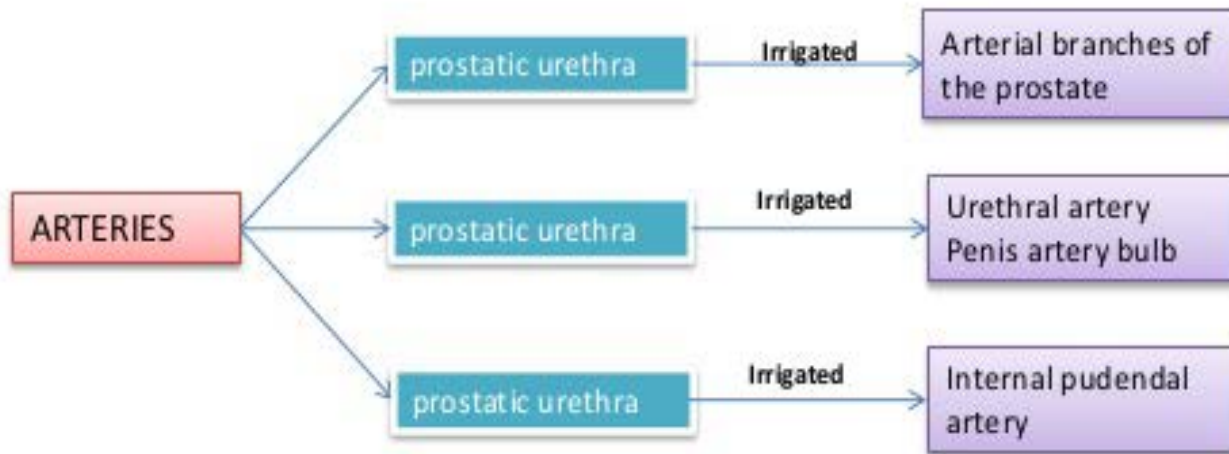 ARTERIES
prostatic urethra
Irrigated
Arterial branches of
the prostate
prostatic urethra
Irrigated
Urethral artery
Penis artery bulb
prostatic urethra
Irrigated
Internal pudendal
artery